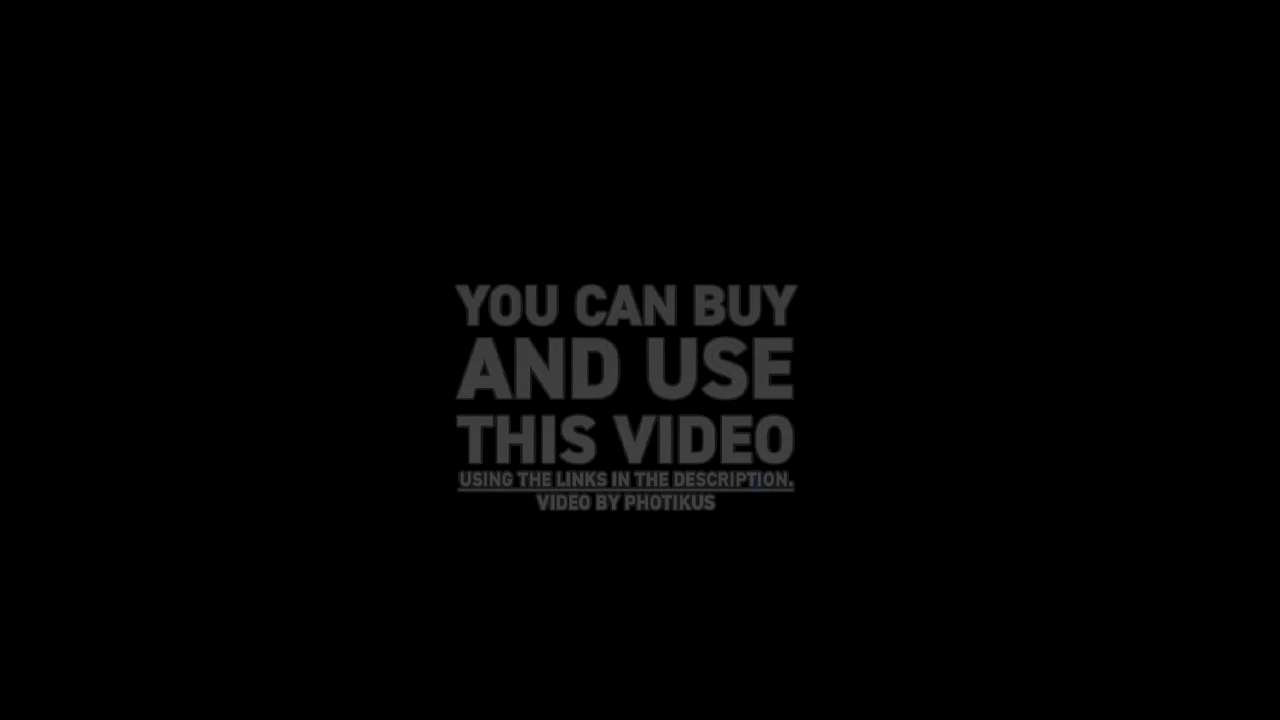 YOU CAN BUY
AND USE
THIS VIDEO
USING THE LINKS IN THE DESCRIPTION.
VIDEO BY PHOTIKUS